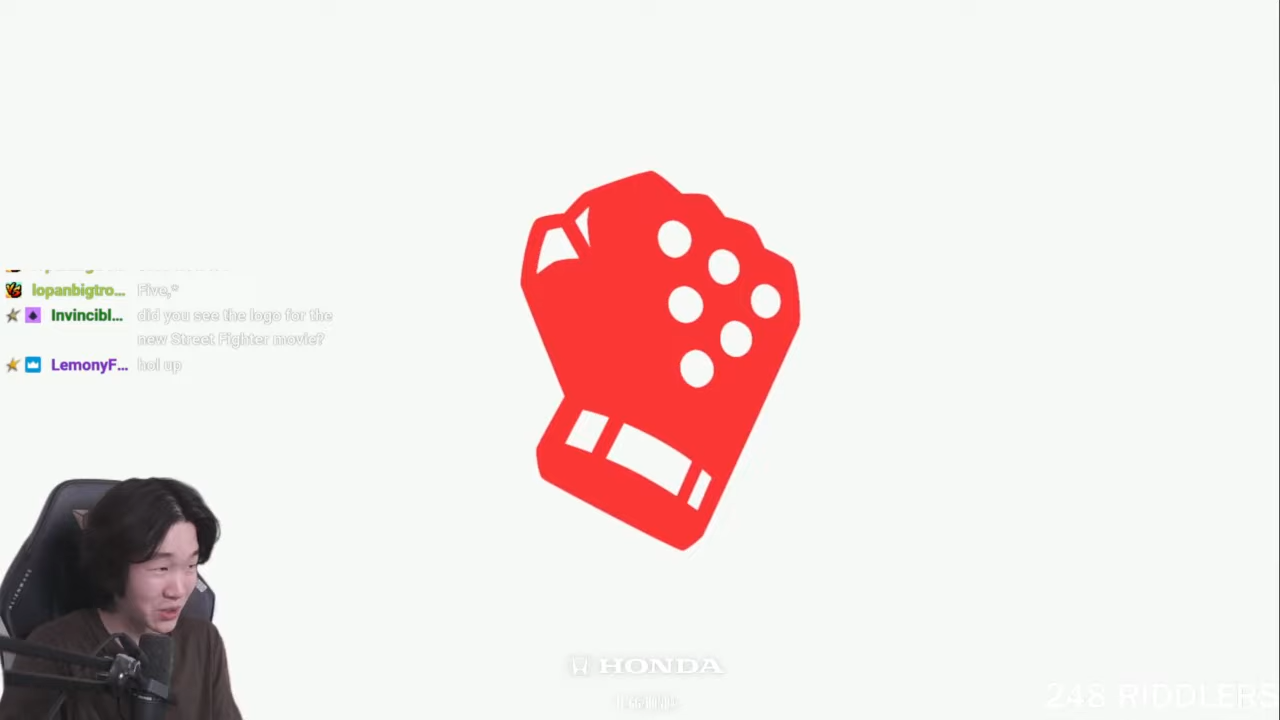 lopanbigtro... Five,*
Invincibl... did you see the logo for the
new Street Fighter movie?
LemonyF... hol up
HONDA
248 RIDDLERS